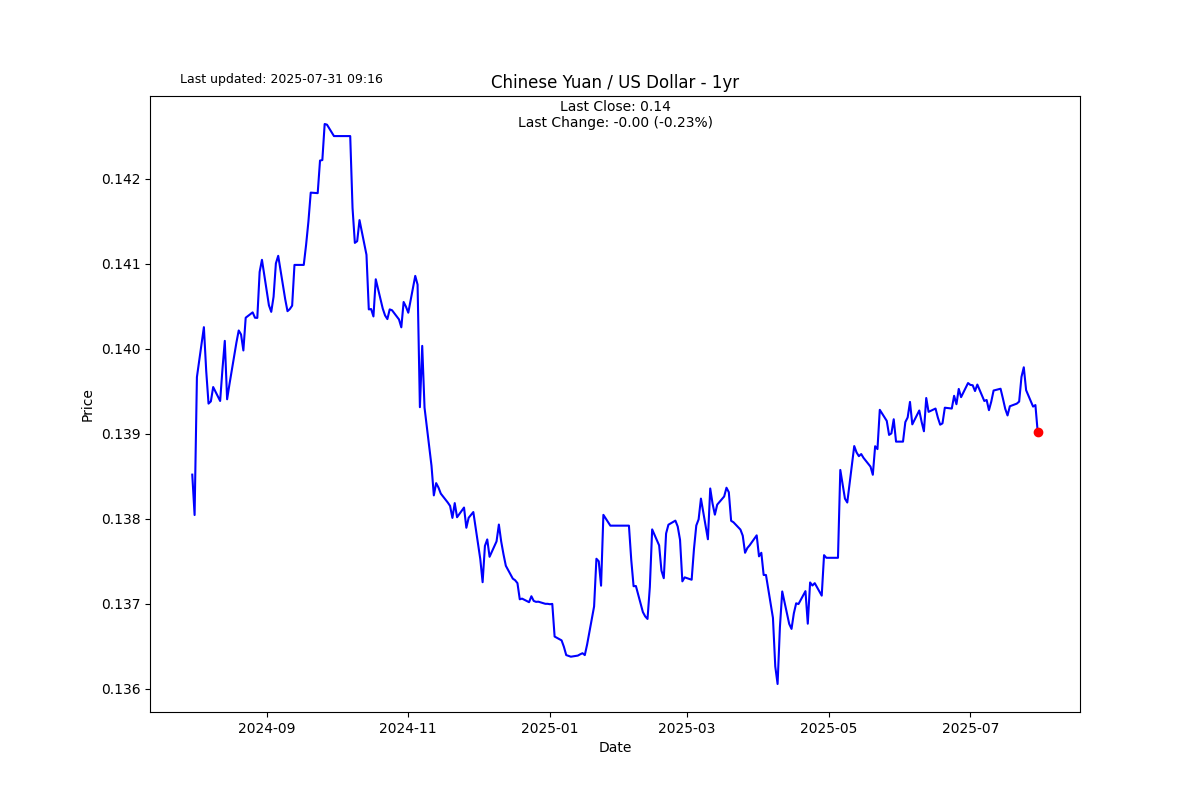 Last updated: 2025-07-31 09:16
Chinese Yuan / US Dollar - 1yr
Last Close: 0.14
Last Change: -0.00 (-0.23%)
Price
0.142
0.141
0.140
0.139
0.138
0.137
0.136
2024-09
2024-11
2025-01
2025-03
2025-05
2025-07
Date